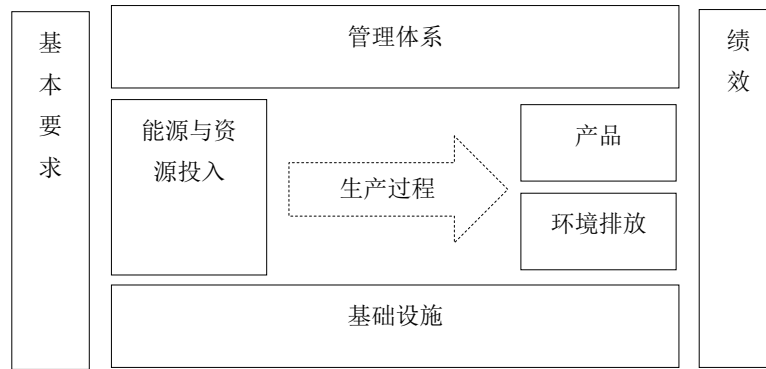 基
本
要
求
管理体系
能源与资
源投入
生产过程
产品
环境排放
基础设施
绩
效